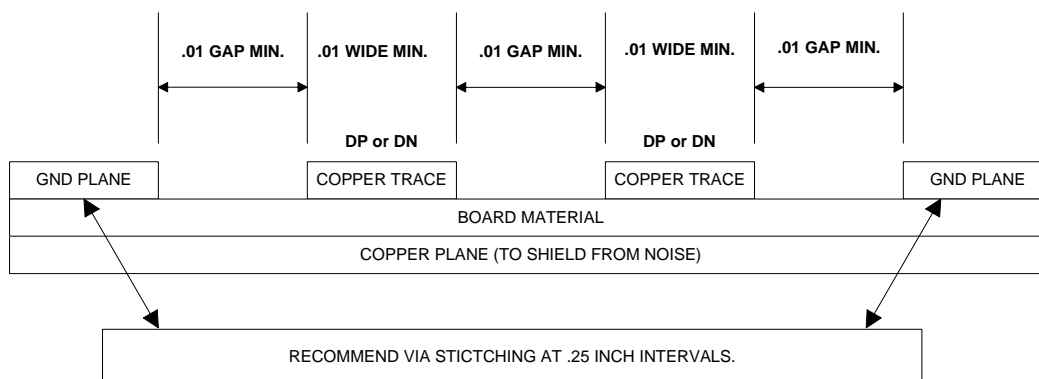 .01 GAP MIN. .01 WIDE MIN. .01 GAP MIN. .01 WIDE MIN. .01 GAP MIN.
DP or DN DP or DN
GND PLANE COPPER TRACE COPPER TRACE GND PLANE
BOARD MATERIAL
COPPER PLANE (TO SHIELD FROM NOISE)
RECOMMEND VIA STICTCHING AT .25 INCH INTERVALS.